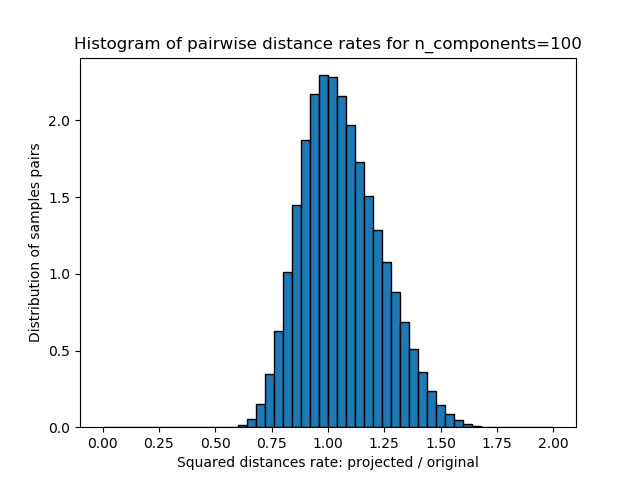 Histogram of pairwise distance rates for n_components=100
Distribution of samples pairs
2.0
1.5
1.0
0.5
0.0
0.00 0.25 0.50 0.75 1.00 1.25 1.50 1.75 2.00
Squared distances rate: projected / original